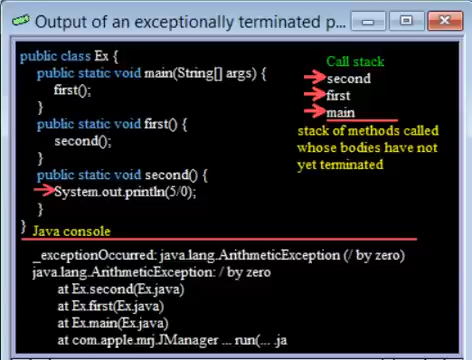 Output of an exceptionally terminated p...
public class Ex {
public static void main(String[] args) {
first();
}
public static void first() {
second();
}
public static void second() {
System.out.println(5/0);
}
}
Call stack
second
first
main
stack of methods called
whose bodies have not
yet terminated
Java console
_exceptionOccurred: java.lang.ArithmeticException (/ by zero)
java.lang.ArithmeticException: / by zero
at Ex.second(Ex.java)
at Ex.first(Ex.java)
at Ex.main(Ex.java)
at com.apple.mrj.JManager ... run(... .ja